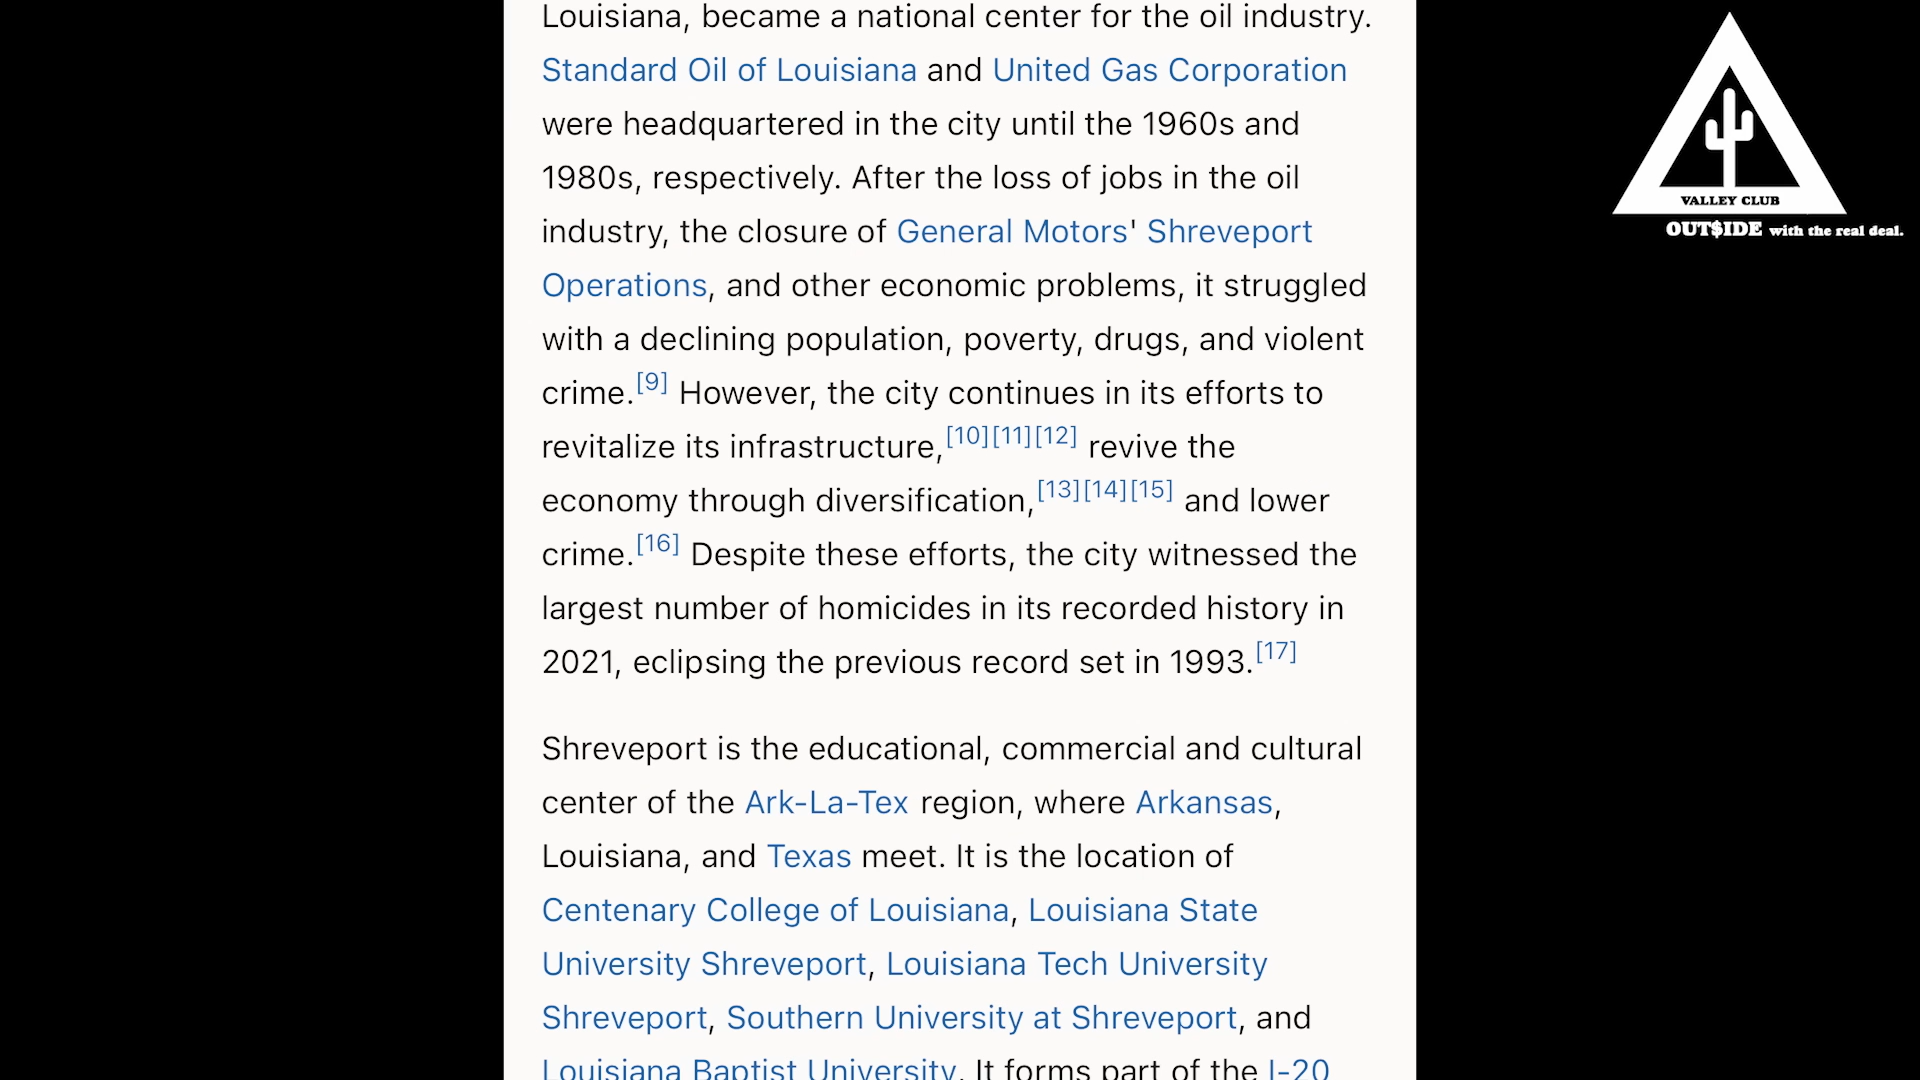 Louisiana, became a national center for the oil industry.
Standard Oil of Louisiana and United Gas Corporation
were headquartered in the city until the 1960s and
1980s, respectively. After the loss of jobs in the oil
industry, the closure of General Motors' Shreveport
Operations, and other economic problems, it struggled
with a declining population, poverty, drugs, and violent
crime.[9] However, the city continues in its efforts to
revitalize its infrastructure,[10][11][12] revive the
economy through diversification,[13][14][15] and lower
crime.[16] Despite these efforts, the city witnessed the
largest number of homicides in its recorded history in
2021, eclipsing the previous record set in 1993.[17]
Shreveport is the educational, commercial and cultural
center of the Ark-La-Tex region, where Arkansas,
Louisiana, and Texas meet. It is the location of
Centenary College of Louisiana, Louisiana State
University Shreveport, Louisiana Tech University
Shreveport, Southern University at Shreveport, and
Louisiana Baptist University. It forms part of the I-20
VALLEY CLUB
OUT$IDE with the real deal.